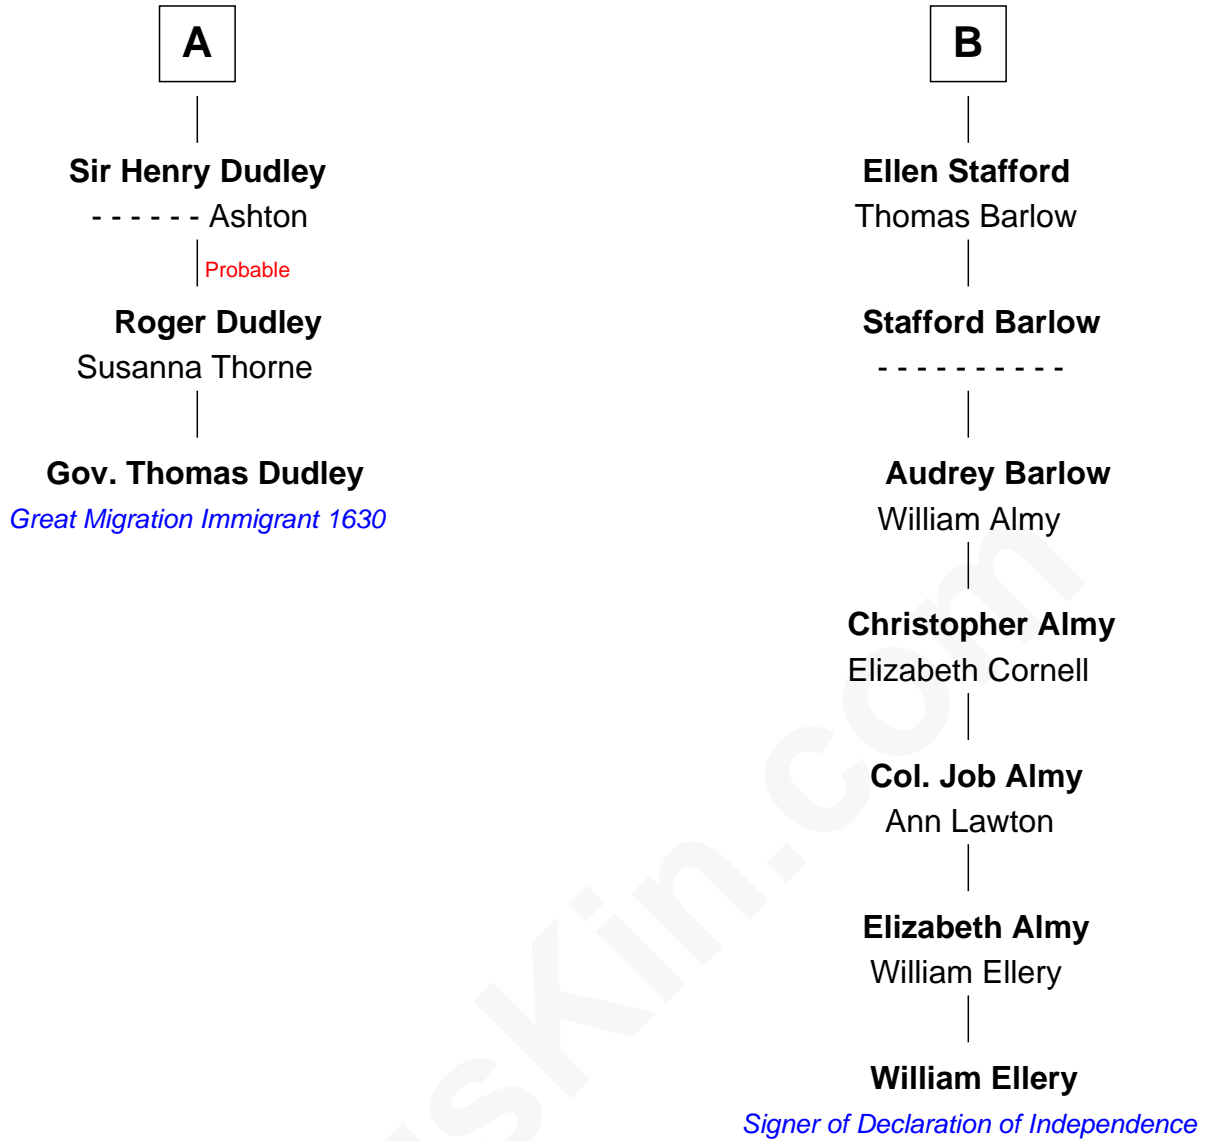 A
Sir Henry Dudley
- - - - - - Ashton
Probable
Roger Dudley
Susanna Thorne
Gov. Thomas Dudley
Great Migration Immigrant 1630
B
Ellen Stafford
Thomas Barlow
Stafford Barlow
- - - - - - - - - -
Audrey Barlow
William Almy
Christopher Almy
Elizabeth Cornell
Col. Job Almy
Ann Lawton
Elizabeth Almy
William Ellery
William Ellery
Signer of Declaration of Independence
sKin.com